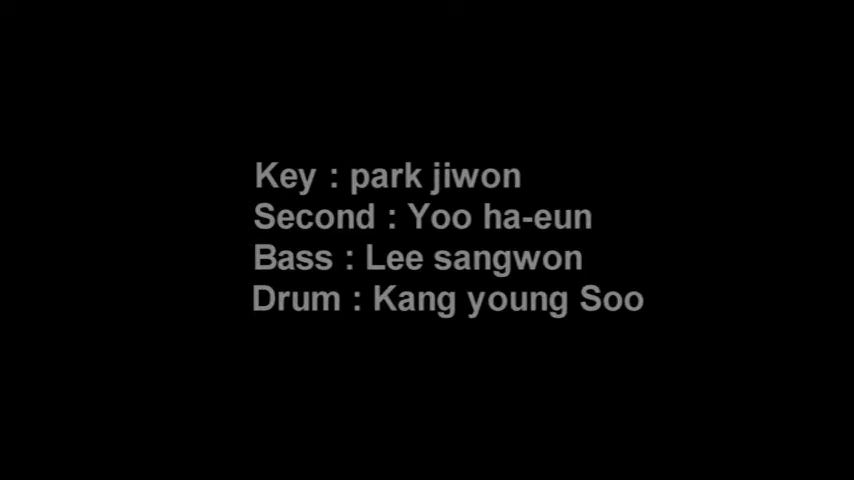 Key : park jiwon
Second : Yoo ha-eun
Bass : Lee sangwon
Drum : Kang young Soo